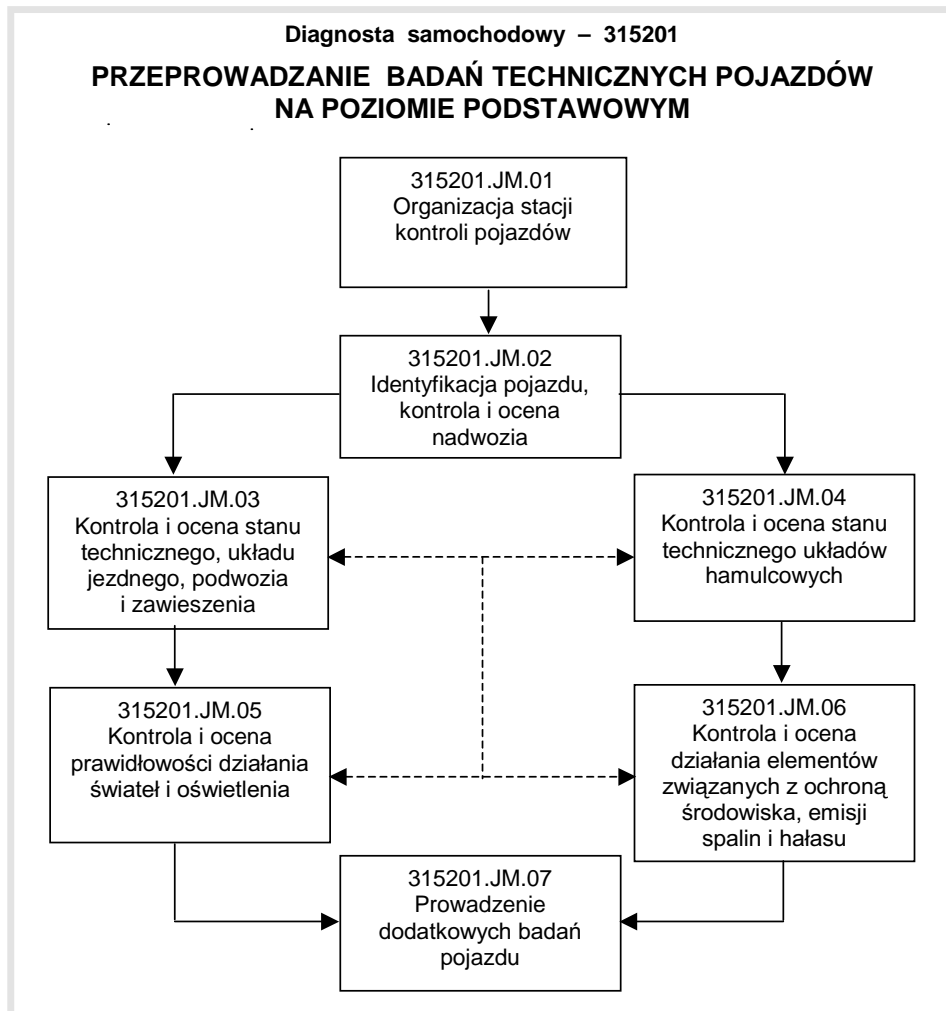 Diagnosta samochodowy – 315201
PRZEPROWADZANIE BADAŃ TECHNICZNYCH POJAZDÓW
NA POZIOMIE PODSTAWOWYM
315201.JM.01
Organizacja stacji
kontroli pojazdów
315201.JM.02
Identyfikacja pojazdu,
kontrola i ocena
nadwozia
315201.JM.03
Kontrola i ocena stanu
technicznego, układu
jezdnego, podwozia
i zawieszenia
315201.JM.04
Kontrola i ocena stanu
technicznego układów
hamulcowych
315201.JM.05
Kontrola i ocena
prawidłowości działania
świateł i oświetlenia
315201.JM.06
Kontrola i ocena
działania elementów
związanych z ochroną
środowiska, emisji
spalin i hałasu
315201.JM.07
Prowadzenie
dodatkowych badań
pojazdu